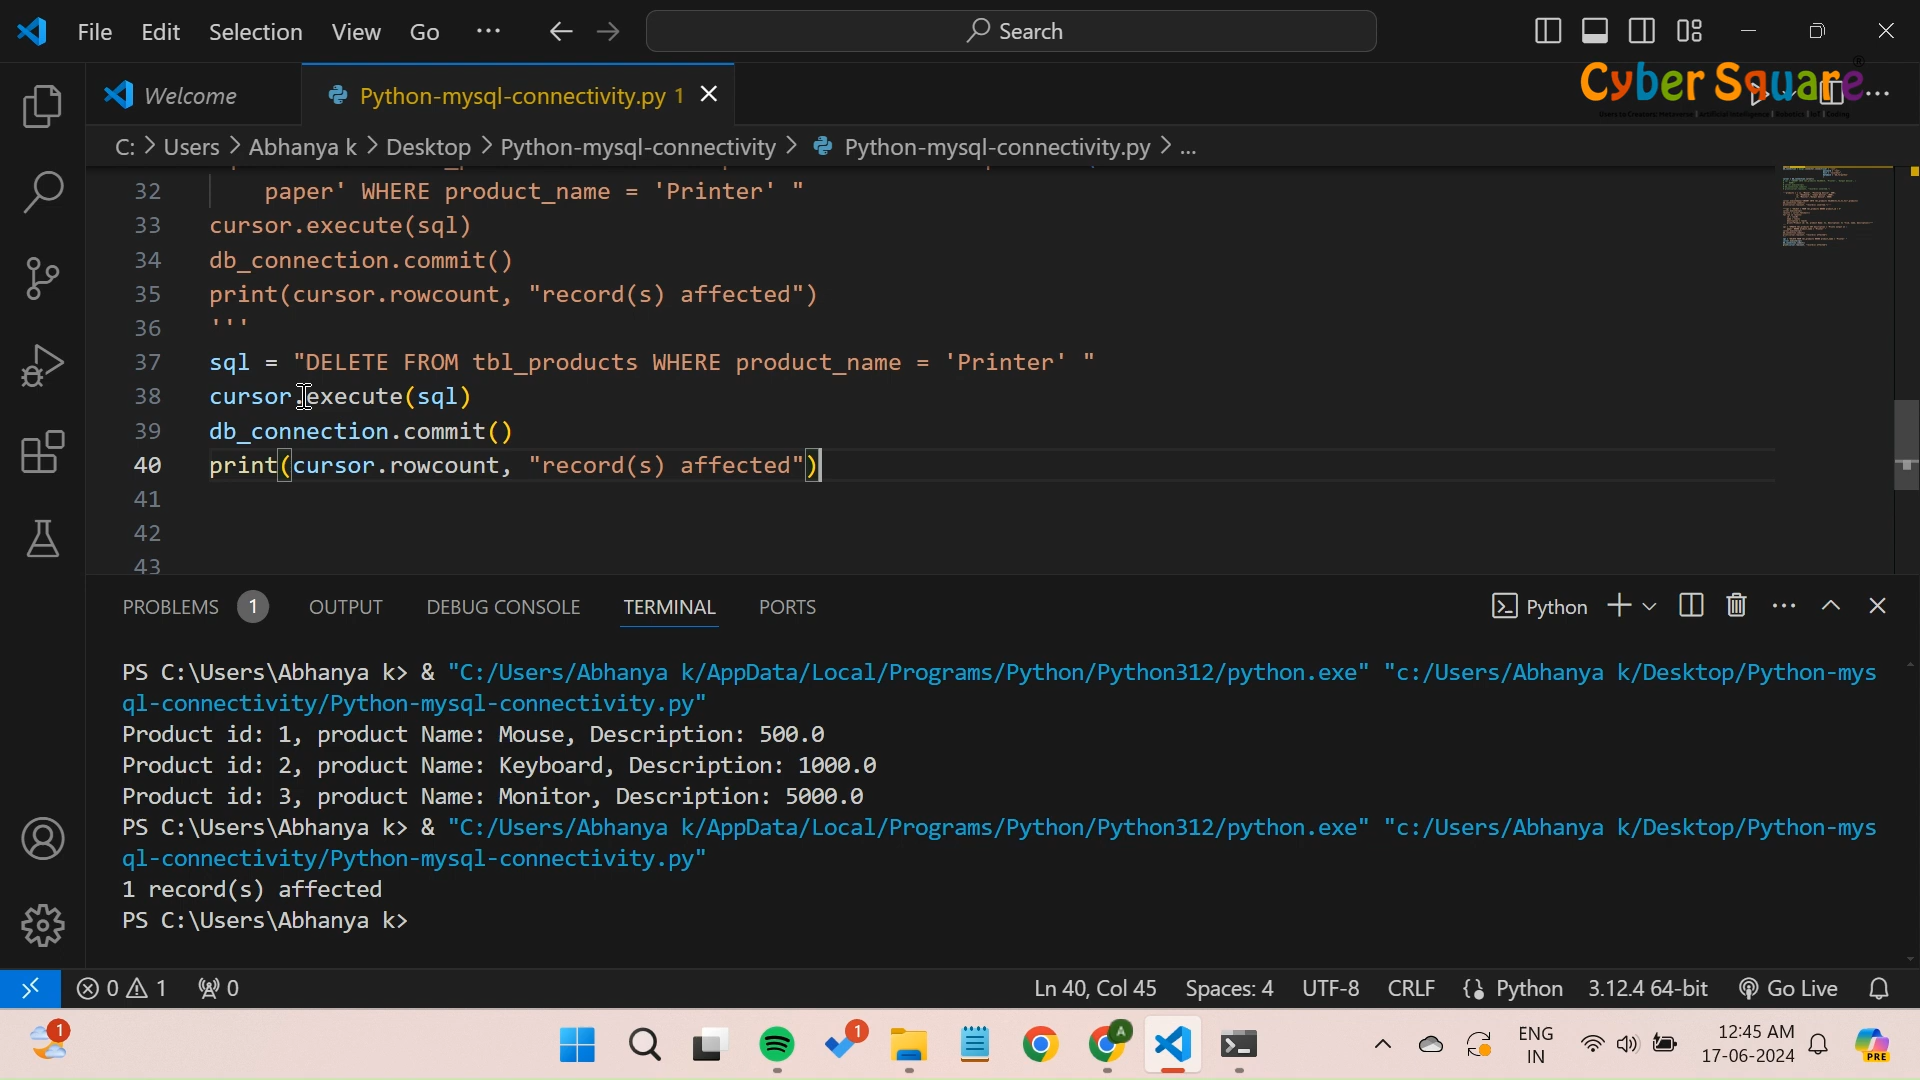 File Edit Selection View Go ... Search
Welcome Python-mysql-connectivity.py 1
Cyber Square
C: > Users > Abhanya k > Desktop > Python-mysql-connectivity > Python-mysql-connectivity.py > ...
32 paper' WHERE product_name = 'Printer' "
33 cursor.execute(sql)
34 db_connection.commit()
35 print(cursor.rowcount, "record(s) affected")
36 '''
37 sql = "DELETE FROM tbl_products WHERE product_name = 'Printer' "
38 cursor.execute(sql)
39 db_connection.commit()
40 print(cursor.rowcount, "record(s) affected")
41
42
43
PROBLEMS 1 OUTPUT DEBUG CONSOLE TERMINAL PORTS Python
PS C:\Users\Abhanya k> & "C:/Users/Abhanya k/AppData/Local/Programs/Python/Python312/python.exe" "c:/Users/Abhanya k/Desktop/Python-mys
ql-connectivity/Python-mysql-connectivity.py"
Product id: 1, product Name: Mouse, Description: 500.0
Product id: 2, product Name: Keyboard, Description: 1000.0
Product id: 3, product Name: Monitor, Description: 5000.0
PS C:\Users\Abhanya k> & "C:/Users/Abhanya k/AppData/Local/Programs/Python/Python312/python.exe" "c:/Users/Abhanya k/Desktop/Python-mys
ql-connectivity/Python-mysql-connectivity.py"
1 record(s) affected
PS C:\Users\Abhanya k>
0 1 0 Ln 40, Col 45 Spaces: 4 UTF-8 CRLF Python 3.12.4 64-bit Go Live
1 1 A ENG 12:45 AM
IN 17-06-2024 PRE